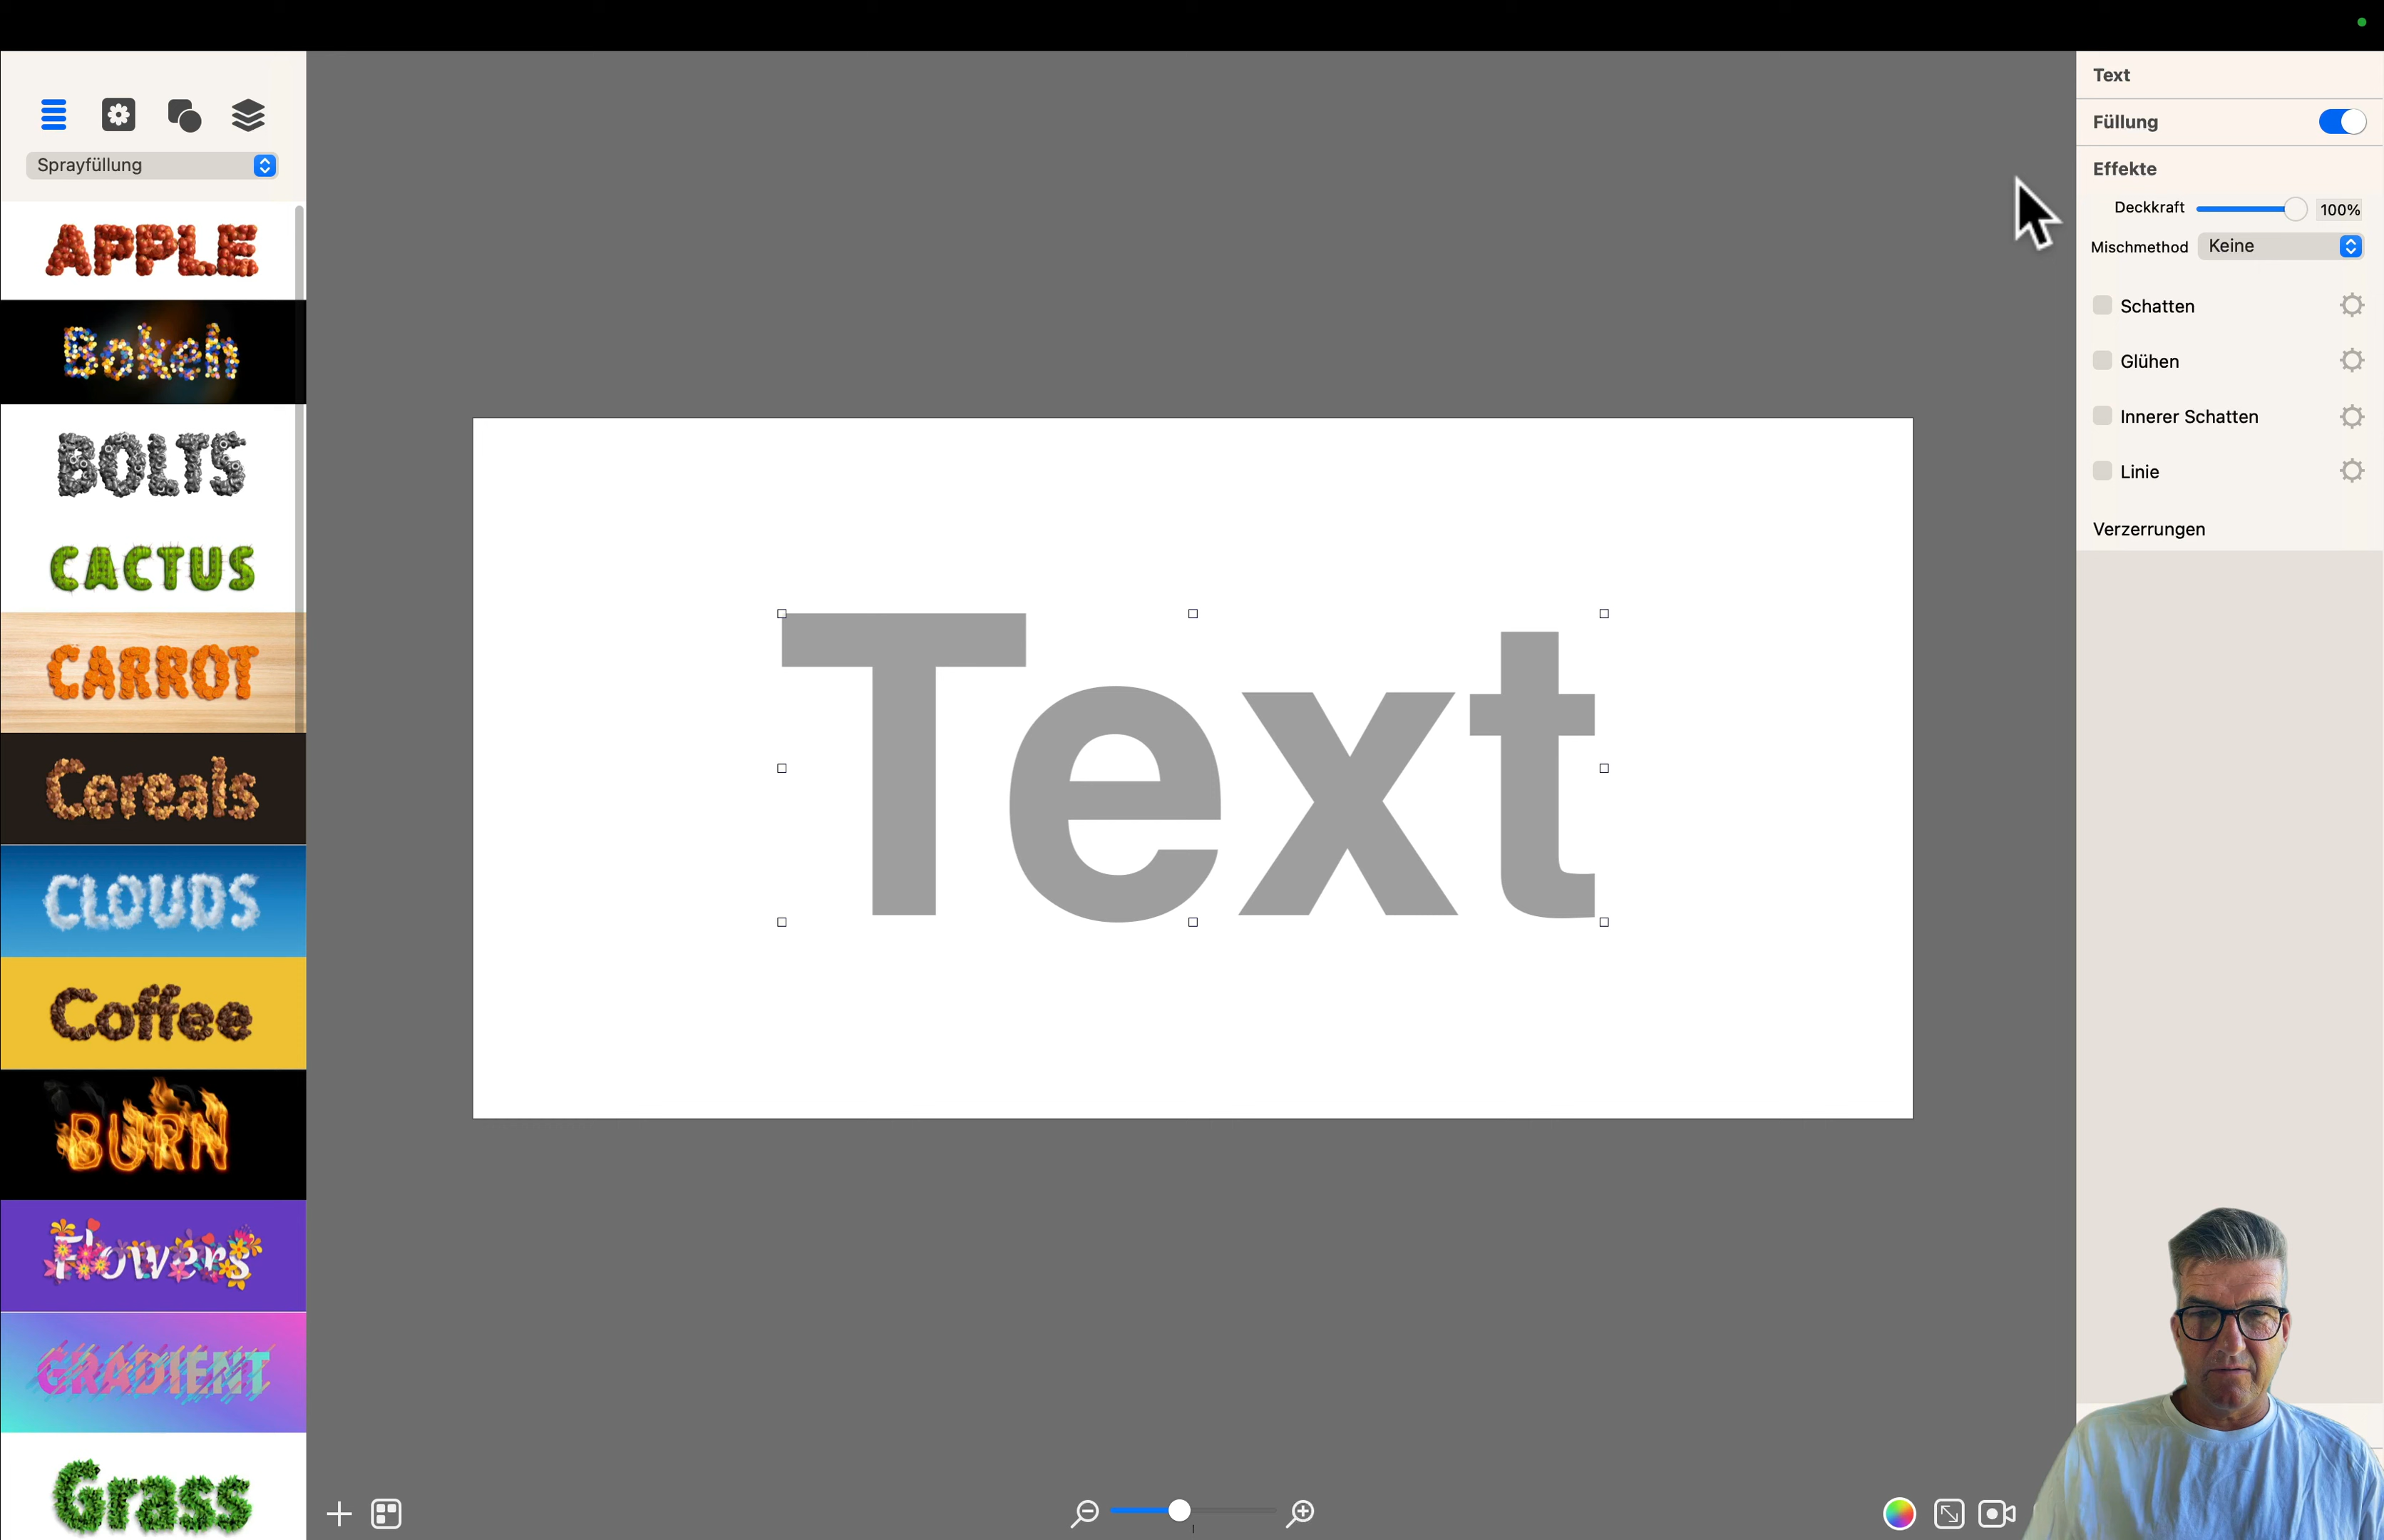 Sprayfüllung
APPLE
Bokeh
BOLTS
CACTUS
CARROT
Cereals
CLOUDS
Coffee
BURN
Flowers
GRADIENT
Grass
Text
Text
Füllung
Effekte
Deckkraft 100%
Mischmethod Keine
Schatten
Glühen
Innerer Schatten
Linie
Verzerrungen